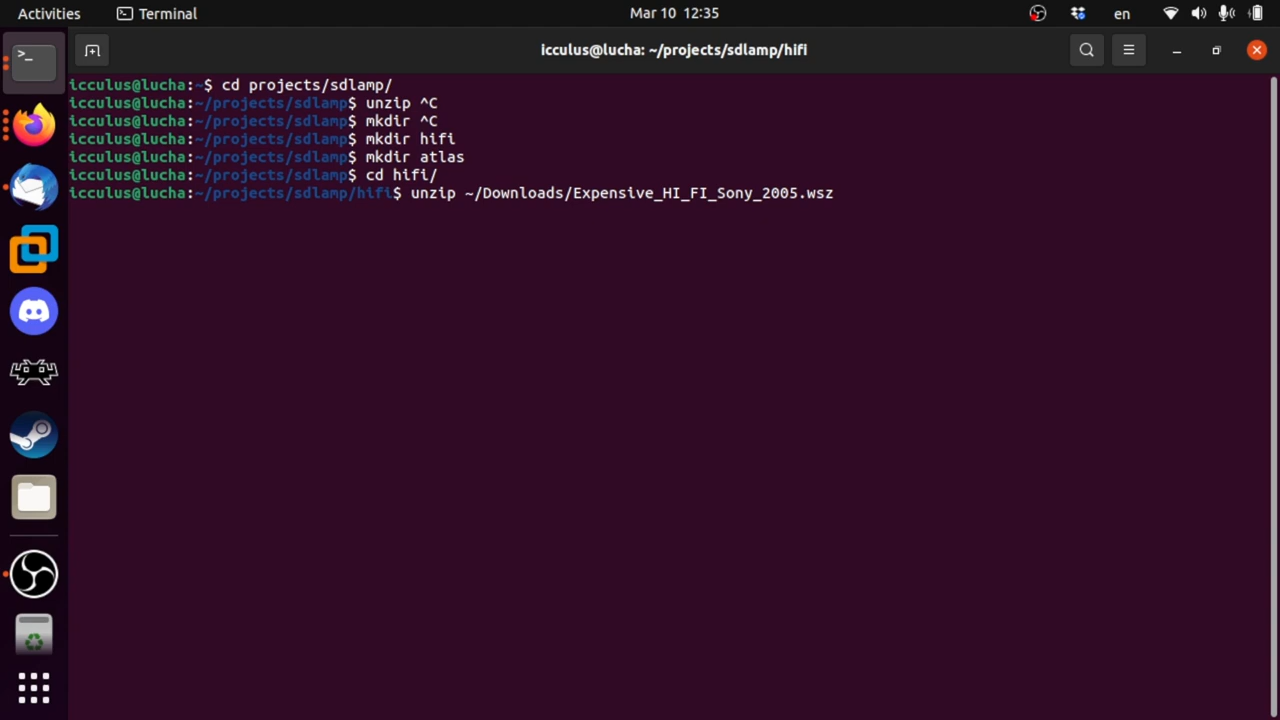 Activities
Terminal
Mar 10 12:35
en
icculus@lucha: ~/projects/sdlamp/hifi
icculus@lucha:~$ cd projects/sdlamp/
icculus@lucha:~/projects/sdlamp$ unzip ^C
icculus@lucha:~/projects/sdlamp$ mkdir ^C
icculus@lucha:~/projects/sdlamp$ mkdir hifi
icculus@lucha:~/projects/sdlamp$ mkdir atlas
icculus@lucha:~/projects/sdlamp$ cd hifi/
icculus@lucha:~/projects/sdlamp/hifi$ unzip ~/Downloads/Expensive_HI_FI_Sony_2005.wsz